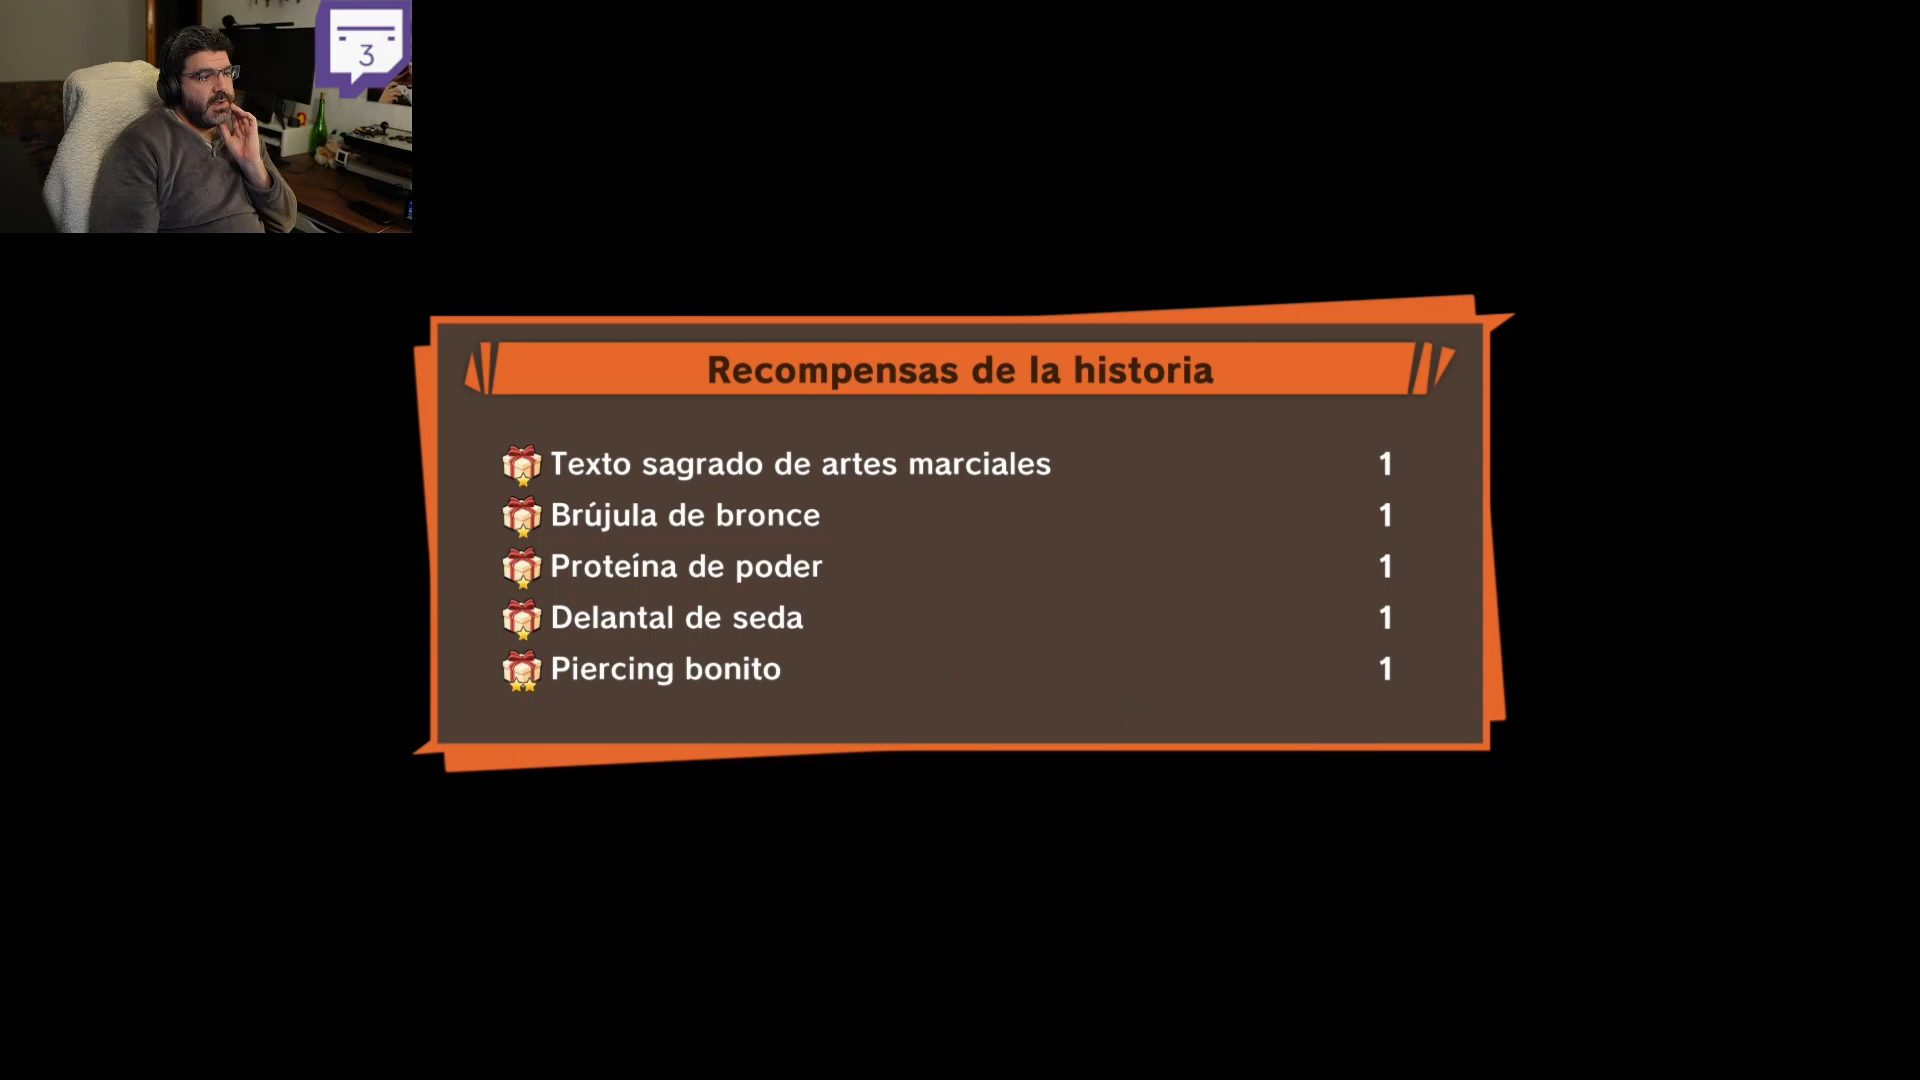 3
Recompensas de la historia
Texto sagrado de artes marciales 1
Brújula de bronce 1
Proteína de poder 1
Delantal de seda 1
Piercing bonito 1